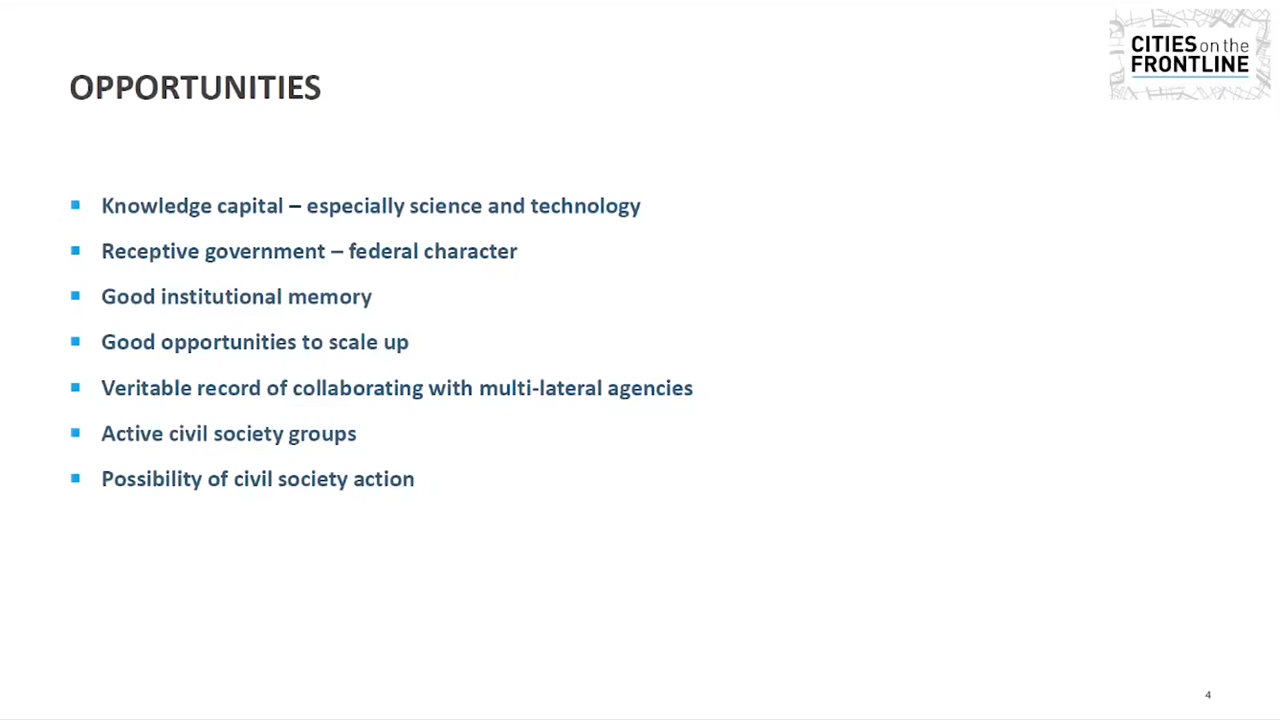 CITIES on the
FRONTLINE
OPPORTUNITIES
Knowledge capital – especially science and technology
Receptive government – federal character
Good institutional memory
Good opportunities to scale up
Veritable record of collaborating with multi-lateral agencies
Active civil society groups
Possibility of civil society action
4